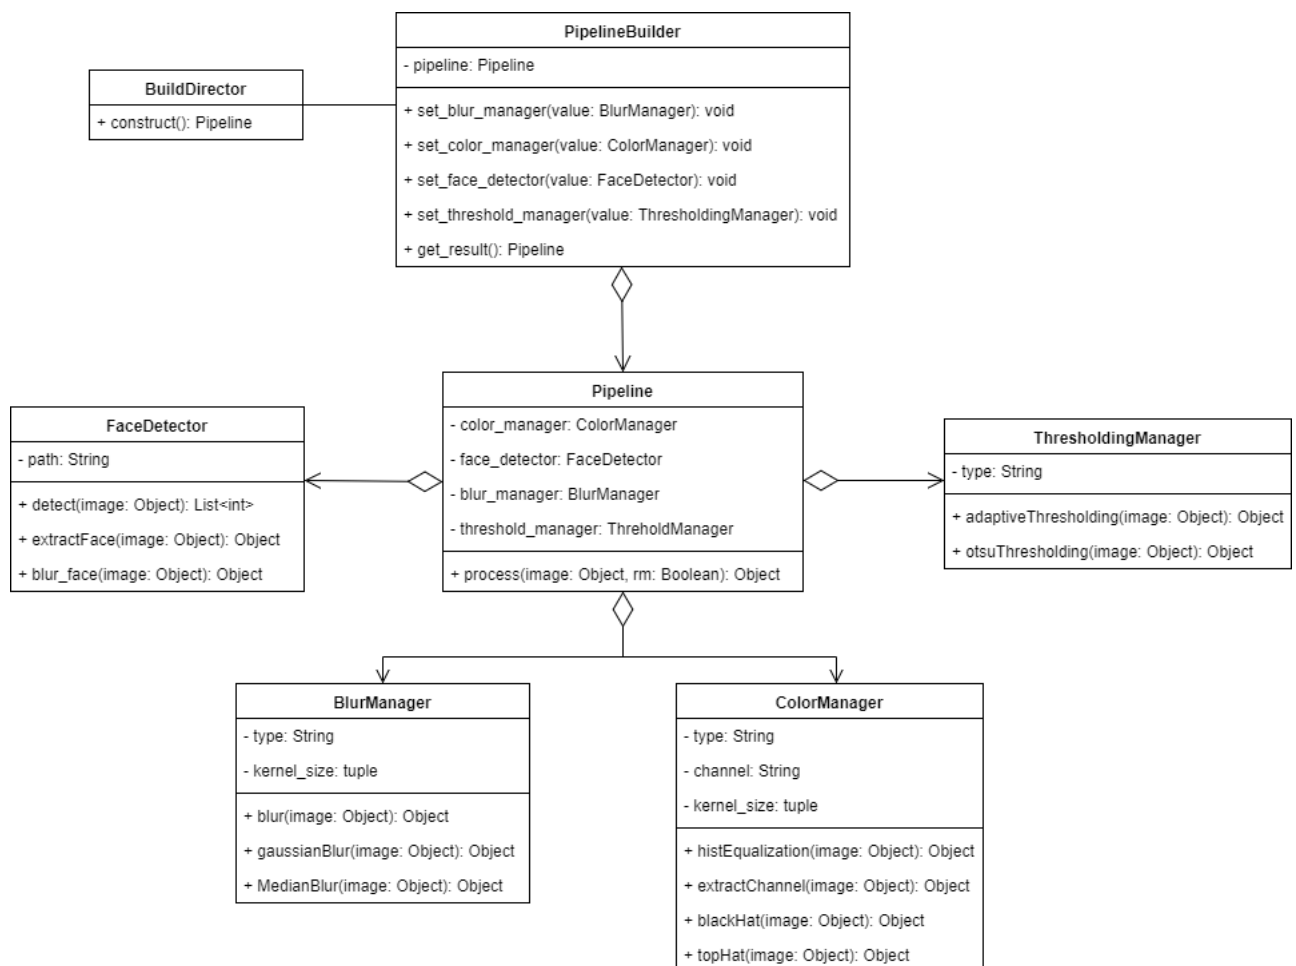 PipelineBuilder
- pipeline: Pipeline
+ set_blur_manager(value: BlurManager): void
+ set_color_manager(value: ColorManager): void
+ set_face_detector(value: FaceDetector): void
+ set_threshold_manager(value: ThresholdingManager): void
+ get_result(): Pipeline
BuildDirector
+ construct(): Pipeline
Pipeline
- color_manager: ColorManager
- face_detector: FaceDetector
- blur_manager: BlurManager
- threshold_manager: ThreholdManager
+ process(image: Object, rm: Boolean): Object
FaceDetector
- path: String
+ detect(image: Object): List<int>
+ extractFace(image: Object): Object
+ blur_face(image: Object): Object
ThresholdingManager
- type: String
+ adaptiveThresholding(image: Object): Object
+ otsuThresholding(image: Object): Object
BlurManager
- type: String
- kernel_size: tuple
+ blur(image: Object): Object
+ gaussianBlur(image: Object): Object
+ MedianBlur(image: Object): Object
ColorManager
- type: String
- channel: String
- kernel_size: tuple
+ histEqualization(image: Object): Object
+ extractChannel(image: Object): Object
+ blackHat(image: Object): Object
+ topHat(image: Object): Object